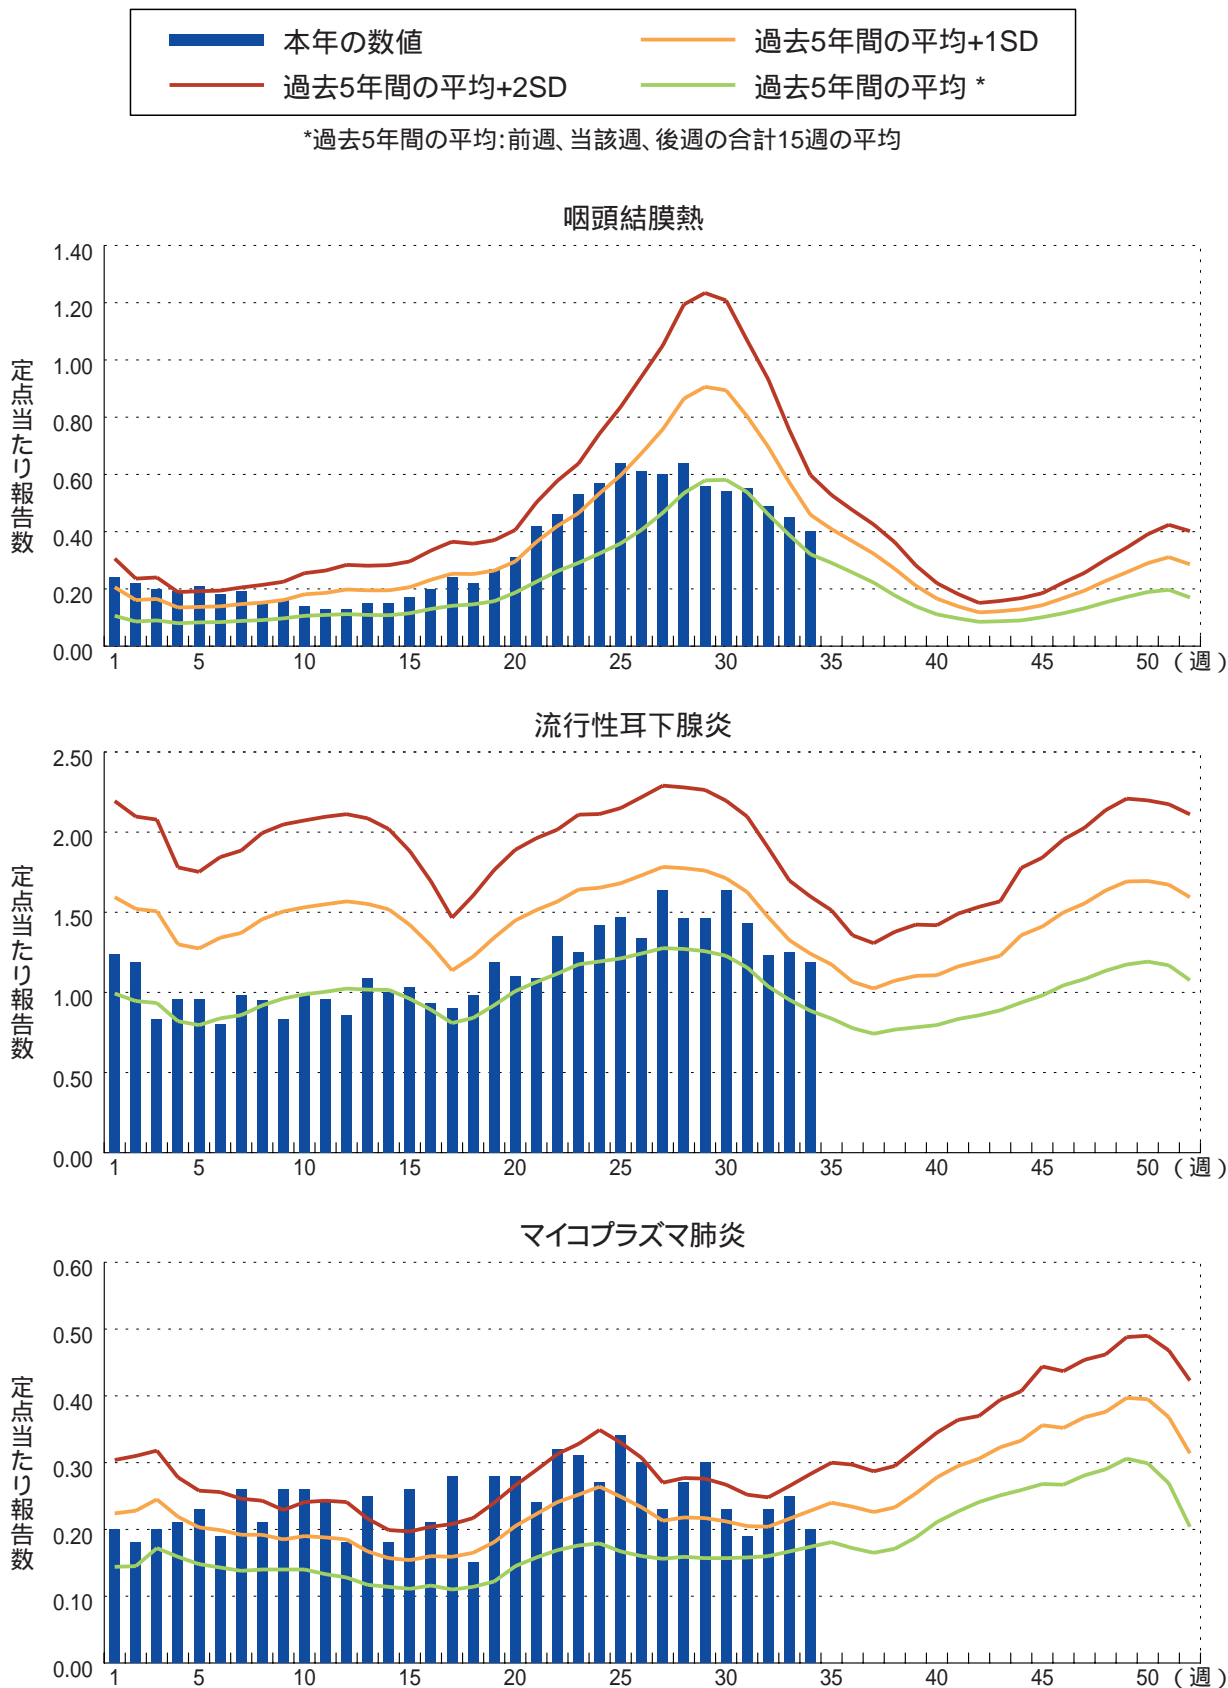 本年の数値
過去5年間の平均+1SD
過去5年間の平均+2SD
過去5年間の平均 *
*過去5年間の平均:前週、当該週、後週の合計15週の平均
咽頭結膜熱
定点当たり報告数
1.40
1.20
1.00
0.80
0.60
0.40
0.20
0.00
1 5 10 15 20 25 30 35 40 45 50 (週)
流行性耳下腺炎
定点当たり報告数
2.50
2.00
1.50
1.00
0.50
0.00
1 5 10 15 20 25 30 35 40 45 50 (週)
マイコプラズマ肺炎
定点当たり報告数
0.60
0.50
0.40
0.30
0.20
0.10
0.00
1 5 10 15 20 25 30 35 40 45 50 (週)